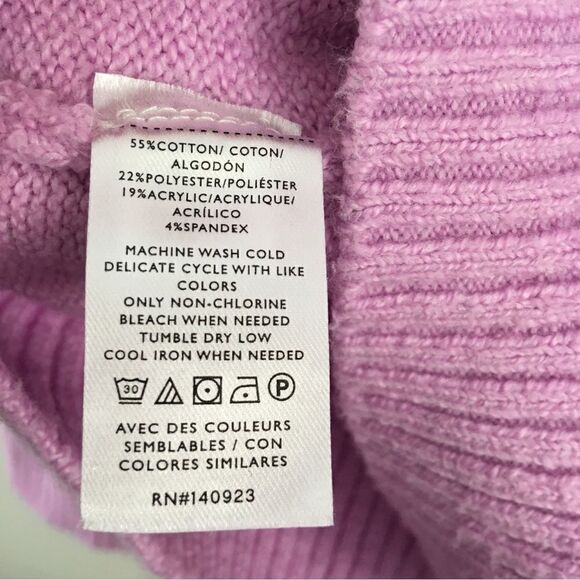 55%COTTON/ COTON/
ALGODÓN
22%POLYESTER/POLIÉSTER
19%ACRYLIC/ACRYLIQUE/
ACRÍLICO
4%SPANDEX
MACHINE WASH COLD
DELICATE CYCLE WITH LIKE
COLORS
ONLY NON-CHLORINE
BLEACH WHEN NEEDED
TUMBLE DRY LOW
COOL IRON WHEN NEEDED
30 P
AVEC DES COULEURS
SEMBLABLES / CON
COLORES SIMILARES
RN#140923